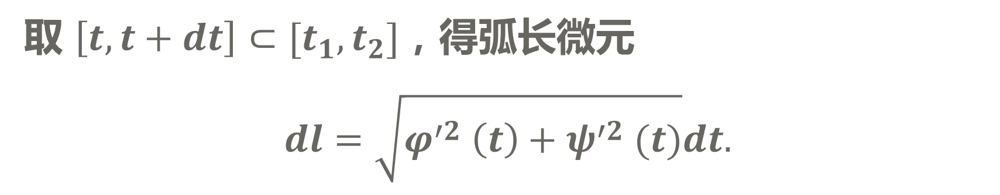 取 [t, t + dt] ⊂ [t₁, t₂]，得弧长微元
dl = √(φ′² (t) + ψ′² (t)) dt.